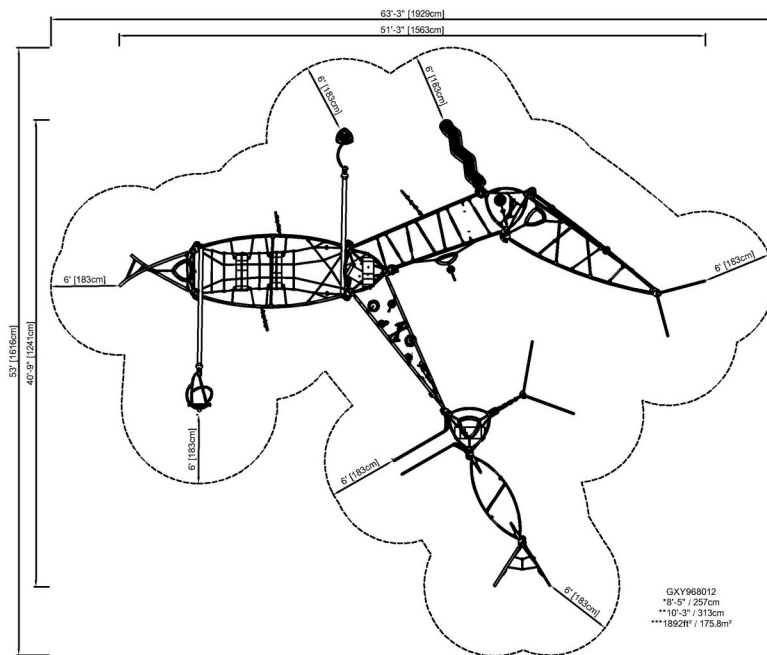 63'-3" [1929cm]
51'-3" [1563cm]
6' [183cm]
6' [183cm]
6' [183cm]
6' [183cm]
53' [1616cm]
40'-9" [1241cm]
6' [183cm]
6' [183cm]
6' [183cm]
GXY968012
*8'-5" / 257cm
**10'-3" / 313cm
***1892ft² / 175.8m²